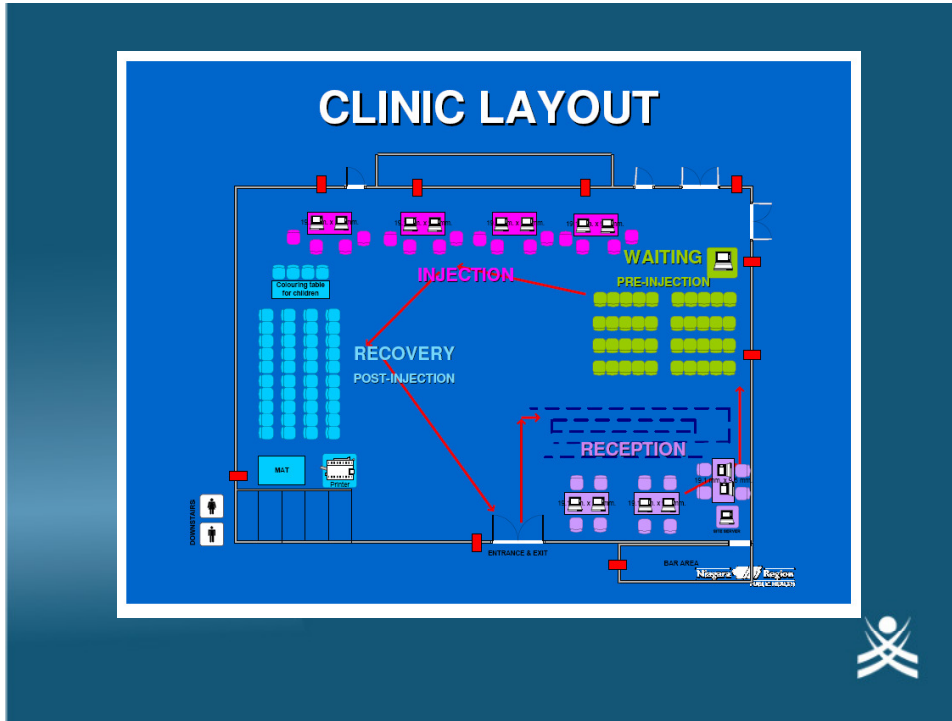 CLINIC LAYOUT
WAITING
PRE-INJECTION
INJECTION
Colouring table
for children
RECOVERY
POST-INJECTION
RECEPTION
MAT
Printer
DOWNSTAIRS
ENTRANCE & EXIT
BAR AREA
Niagara Region